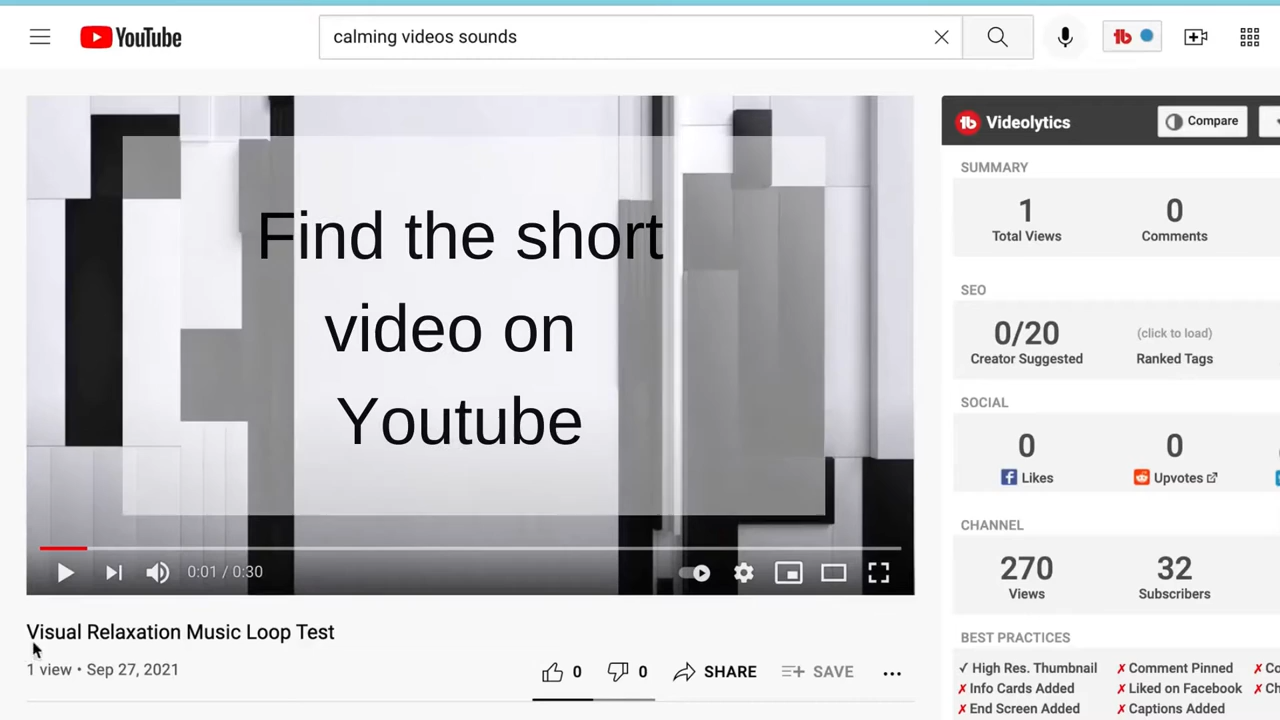 YouTube
calming videos sounds
Find the short
video on
Youtube
0:01 / 0:30
Visual Relaxation Music Loop Test
1 view • Sep 27, 2021
0 0 SHARE SAVE
tb Videolytics Compare
SUMMARY
1 0
Total Views Comments
SEO
0/20 (click to load)
Creator Suggested Ranked Tags
SOCIAL
0 0
Likes Upvotes
CHANNEL
270 32
Views Subscribers
BEST PRACTICES
✓ High Res. Thumbnail ✗ Comment Pinned ✗ Co
✗ Info Cards Added ✗ Liked on Facebook ✗ Ch
✗ End Screen Added ✗ Captions Added